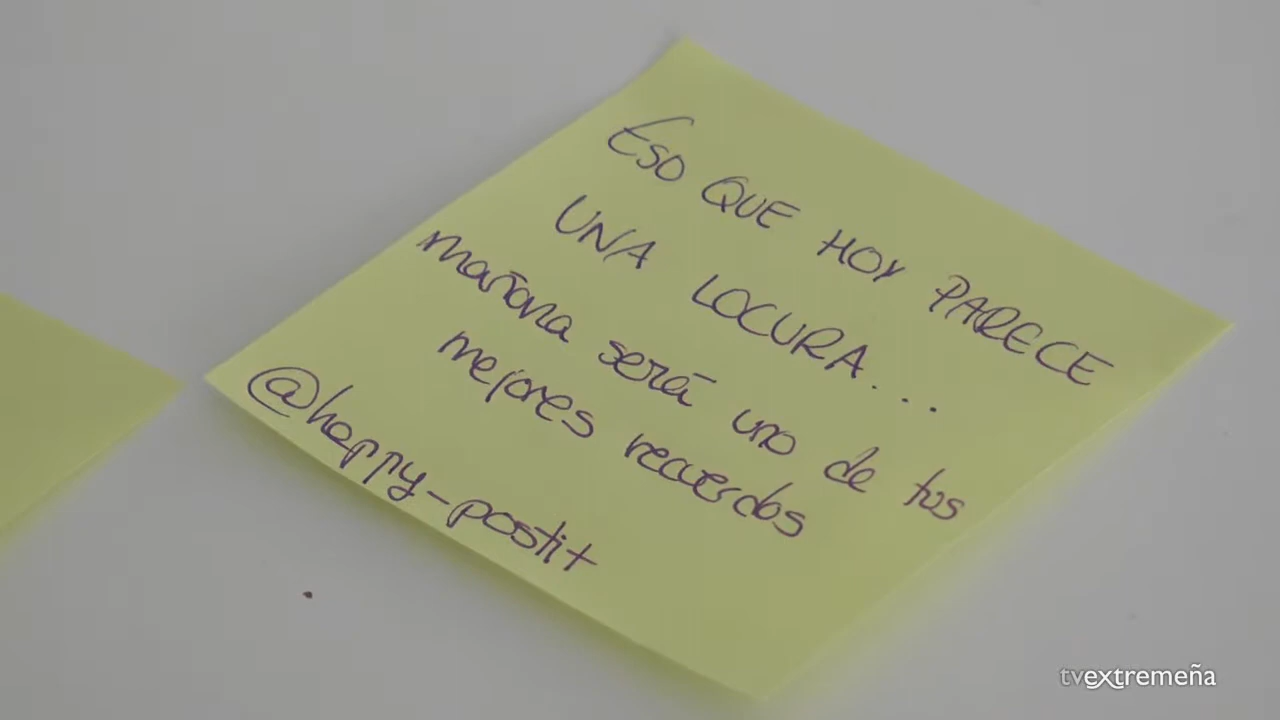 ESO QUE HOY PARECE
UNA LOCURA...
mañana será uno de tus
mejores recuerdos
@happy-postit
tvextremeña